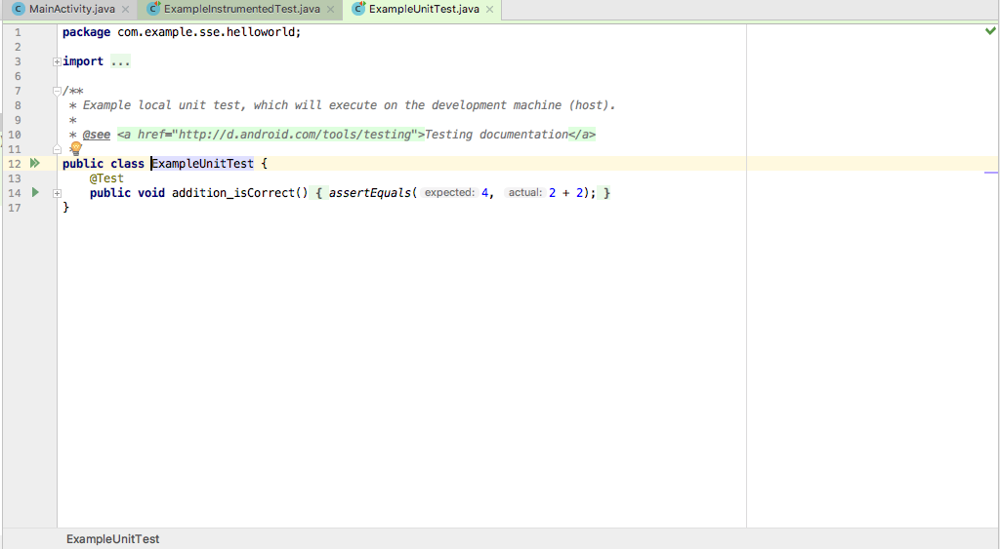 MainActivity.java ExampleInstrumentedTest.java ExampleUnitTest.java
1 package com.example.sse.helloworld;
2
3 import ...
6
7 /**
8 * Example local unit test, which will execute on the development machine (host).
9 *
10 * @see <a href="http://d.android.com/tools/testing">Testing documentation</a>
11
12 public class ExampleUnitTest {
13 @Test
14 public void addition_isCorrect() { assertEquals( expected: 4, actual: 2 + 2); }
17 }
ExampleUnitTest